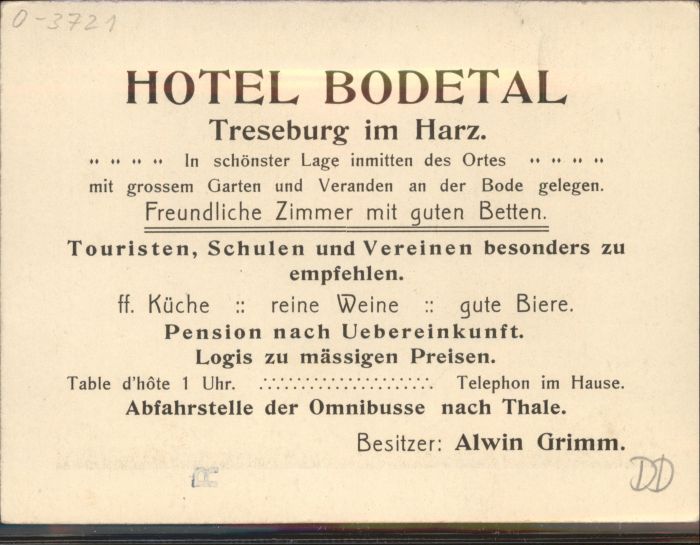 O-3721
HOTEL BODETAL
Treseburg im Harz.
In schönster Lage inmitten des Ortes
mit grossem Garten und Veranden an der Bode gelegen.
Freundliche Zimmer mit guten Betten.
Touristen, Schulen und Vereinen besonders zu
empfehlen.
ff. Küche :: reine Weine :: gute Biere.
Pension nach Uebereinkunft.
Logis zu mässigen Preisen.
Table d'hôte 1 Uhr. Telephon im Hause.
Abfahrstelle der Omnibusse nach Thale.
Besitzer: Alwin Grimm.
R
DD